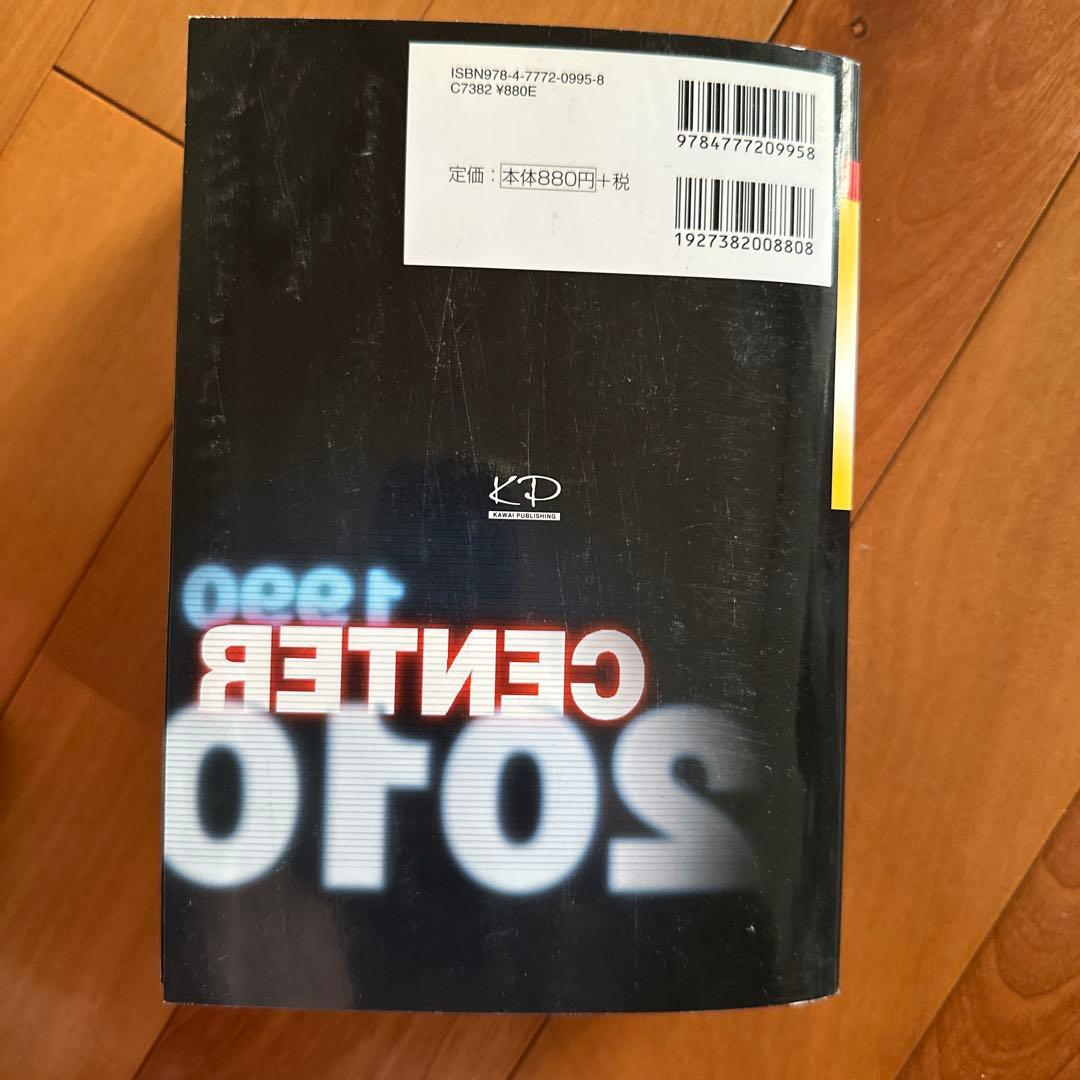 ISBN978-4-7772-0995-8
C7382 ¥880E
9784777209958
定価：本体880円+税
1927382008808
KP
KAWAI PUBLISHING
1990
CENTER
2010